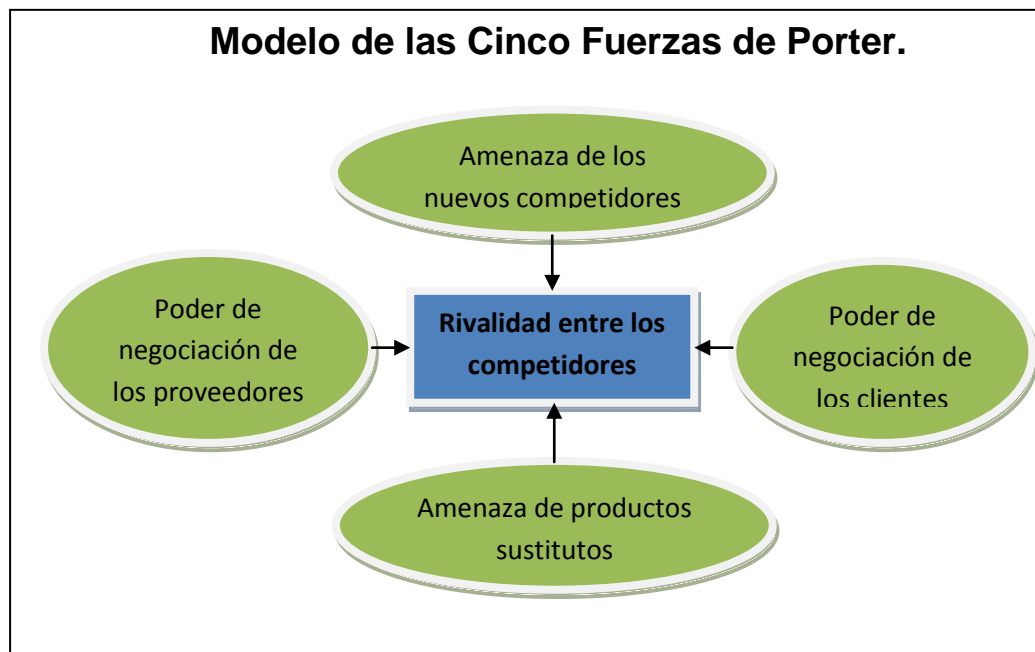 Modelo de las Cinco Fuerzas de Porter.
Amenaza de los
nuevos competidores
Poder de
negociación de
los proveedores
Rivalidad entre los
competidores
Poder de
negociación de
los clientes
Amenaza de productos
sustitutos